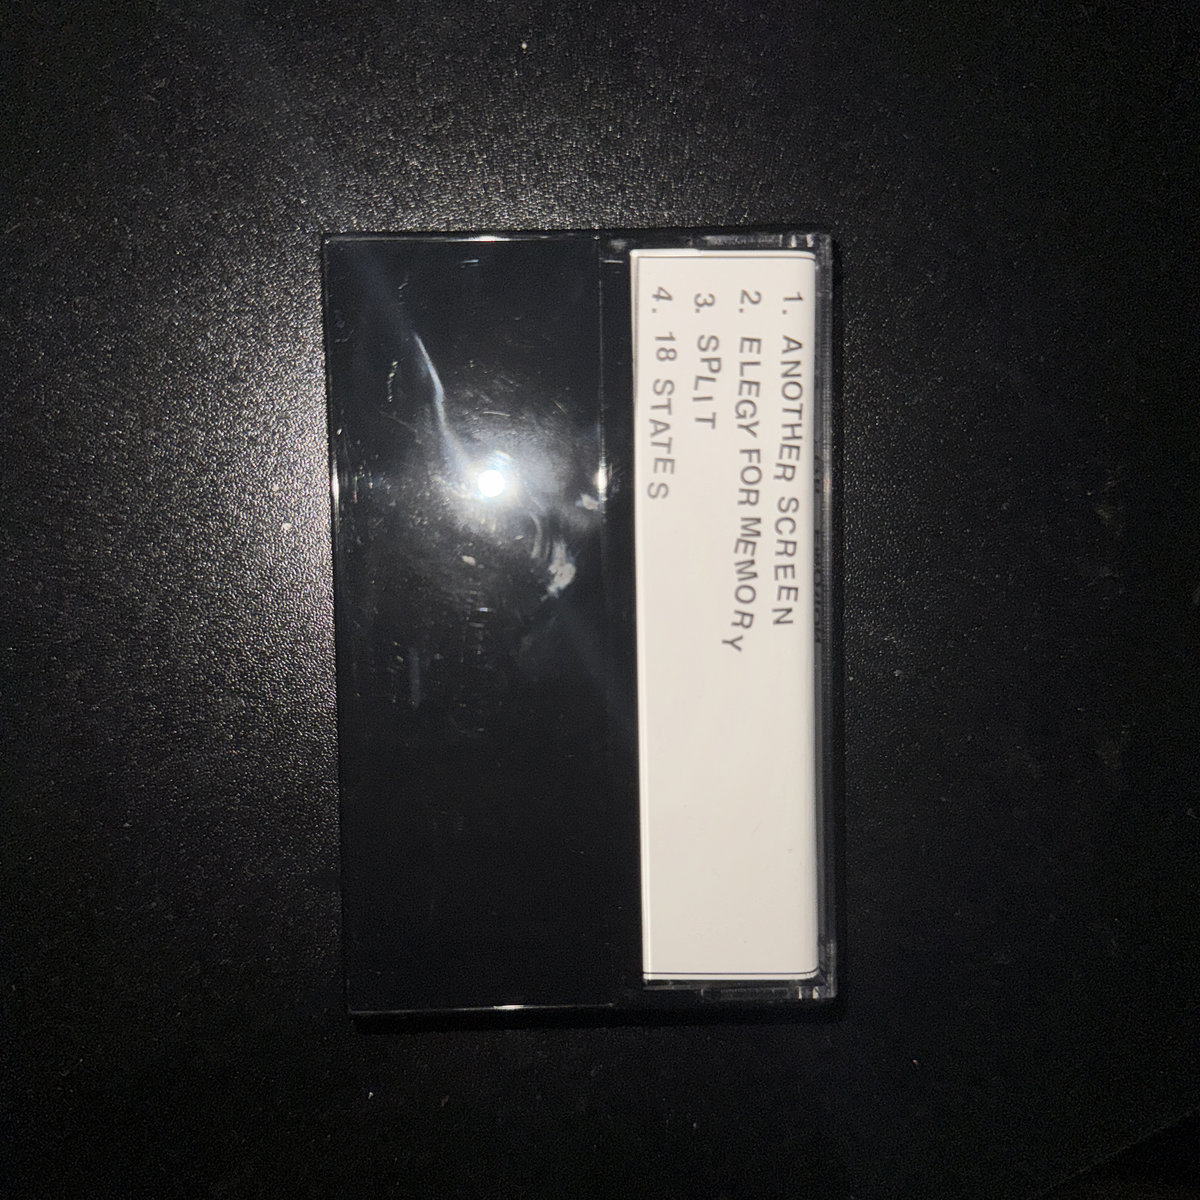 1. ANOTHER SCREEN
2. ELEGY FOR MEMORY
3. SPLIT
4. 18 STATES